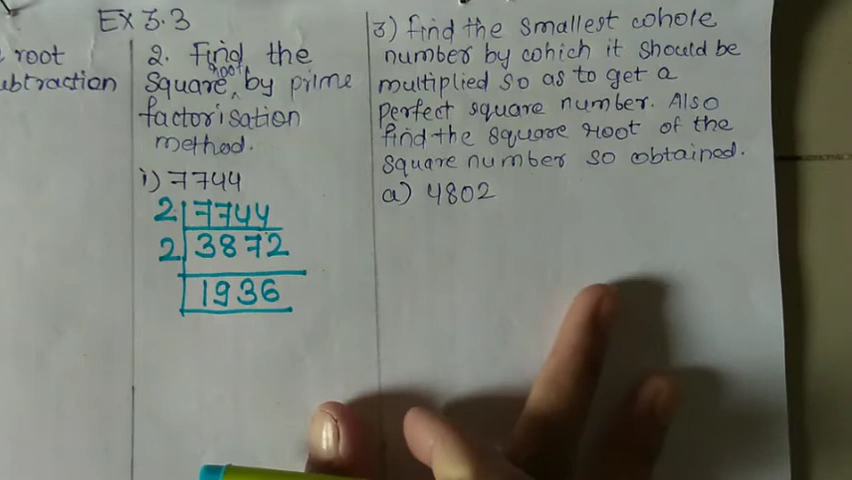 Ex 3.3
root
ubtraction
2. Find the
square root by prime
factorisation
method.
i) 7744
2 | 7744
2 | 3872
1936
3) find the smallest whole
number by which it should be
multiplied so as to get a
perfect square number. Also
find the square root of the
square number so obtained.
a) 4802